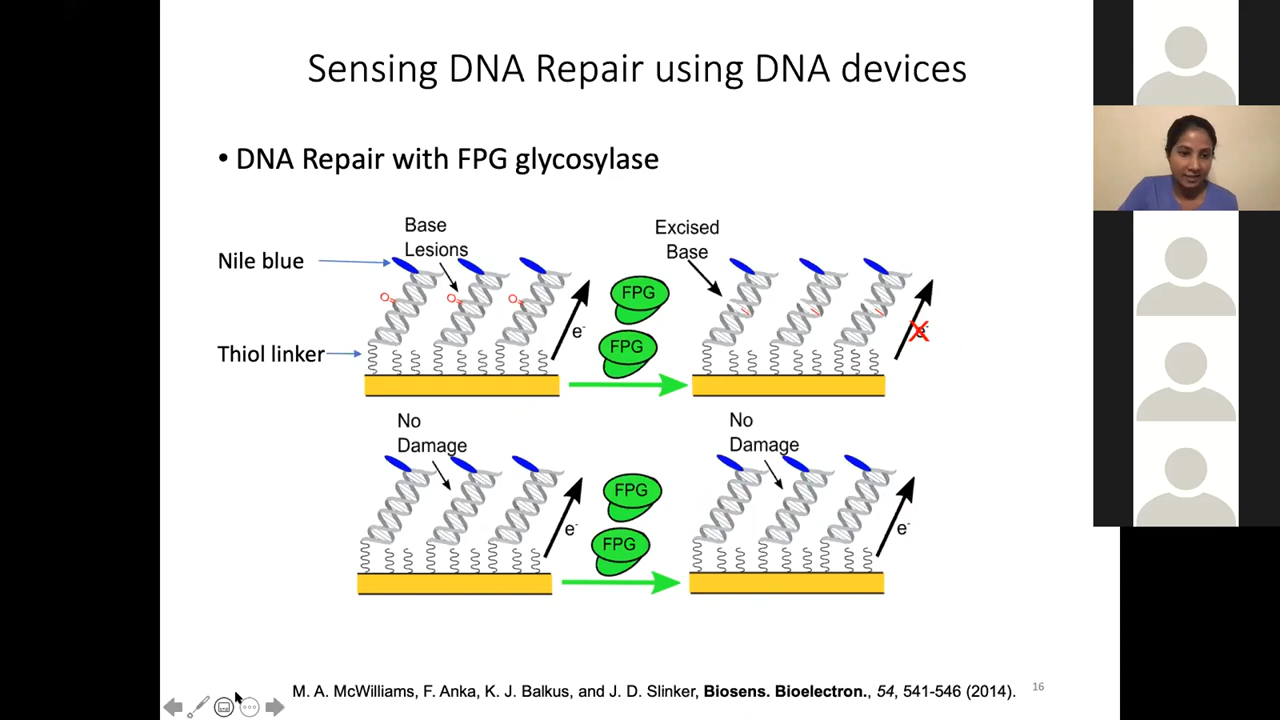 Sensing DNA Repair using DNA devices
• DNA Repair with FPG glycosylase
Base
Lesions
Excised
Base
Nile blue
FPG
e-
FPG
e-
Thiol linker
No
Damage
No
Damage
FPG
e-
FPG
e-
M. A. McWilliams, F. Anka, K. J. Balkus, and J. D. Slinker, Biosens. Bioelectron., 54, 541-546 (2014).
16